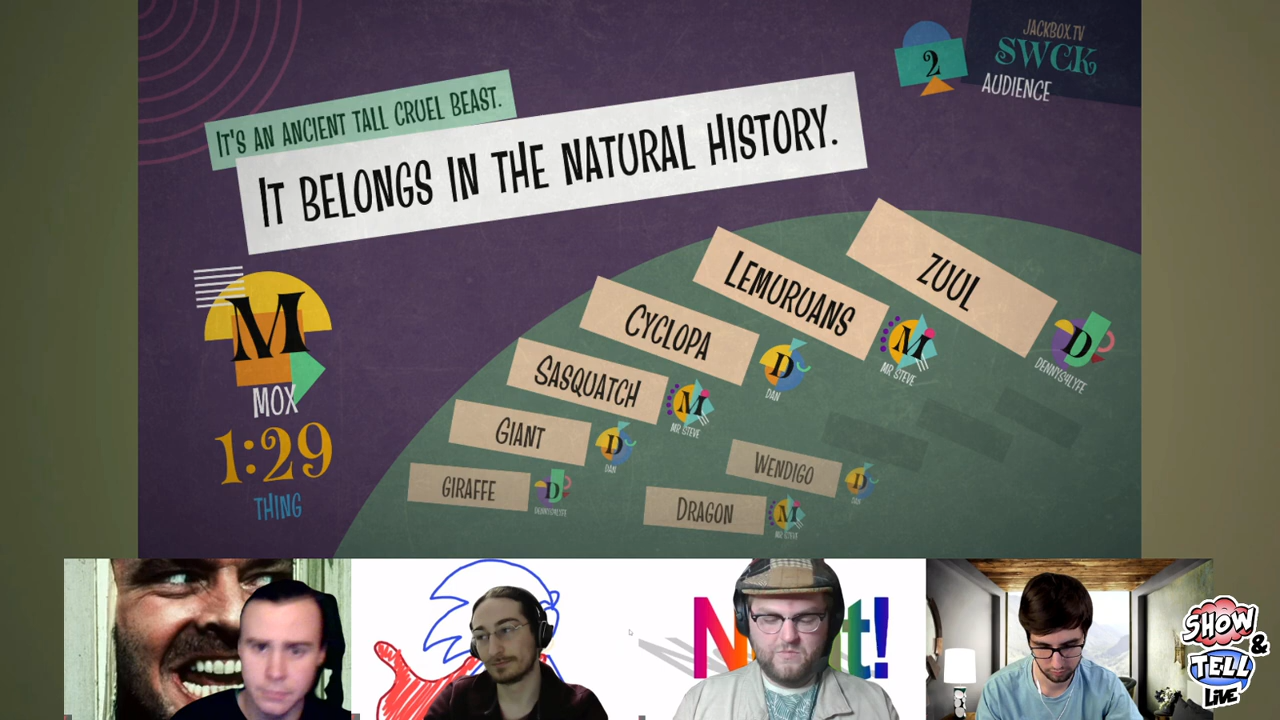 JACKBOX.TV
SWCK
2
AUDIENCE
IT'S AN ANCIENT TALL CRUEL BEAST.
IT BELONGS IN THE NATURAL HISTORY.
ZUUL
D
DENNYS4LYFE
LEMURUANS
M
MR STEVE
CYCLOPA
D
DAN
SASQUATCH
M
MR STEVE
GIANT
D
DAN
GIRAFFE
D
DENNYS4LYFE
WENDIGO
D
DAN
DRAGON
M
MR STEVE
M
MOX
1:29
THING
SHOW
&
TELL
LIVE